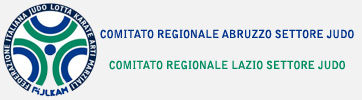 FEDERAZIONE ITALIANA JUDO LOTTA KARATE ARTI MARZIALI
FIJLKAM
COMITATO REGIONALE ABRUZZO SETTORE JUDO
COMITATO REGIONALE LAZIO SETTORE JUDO